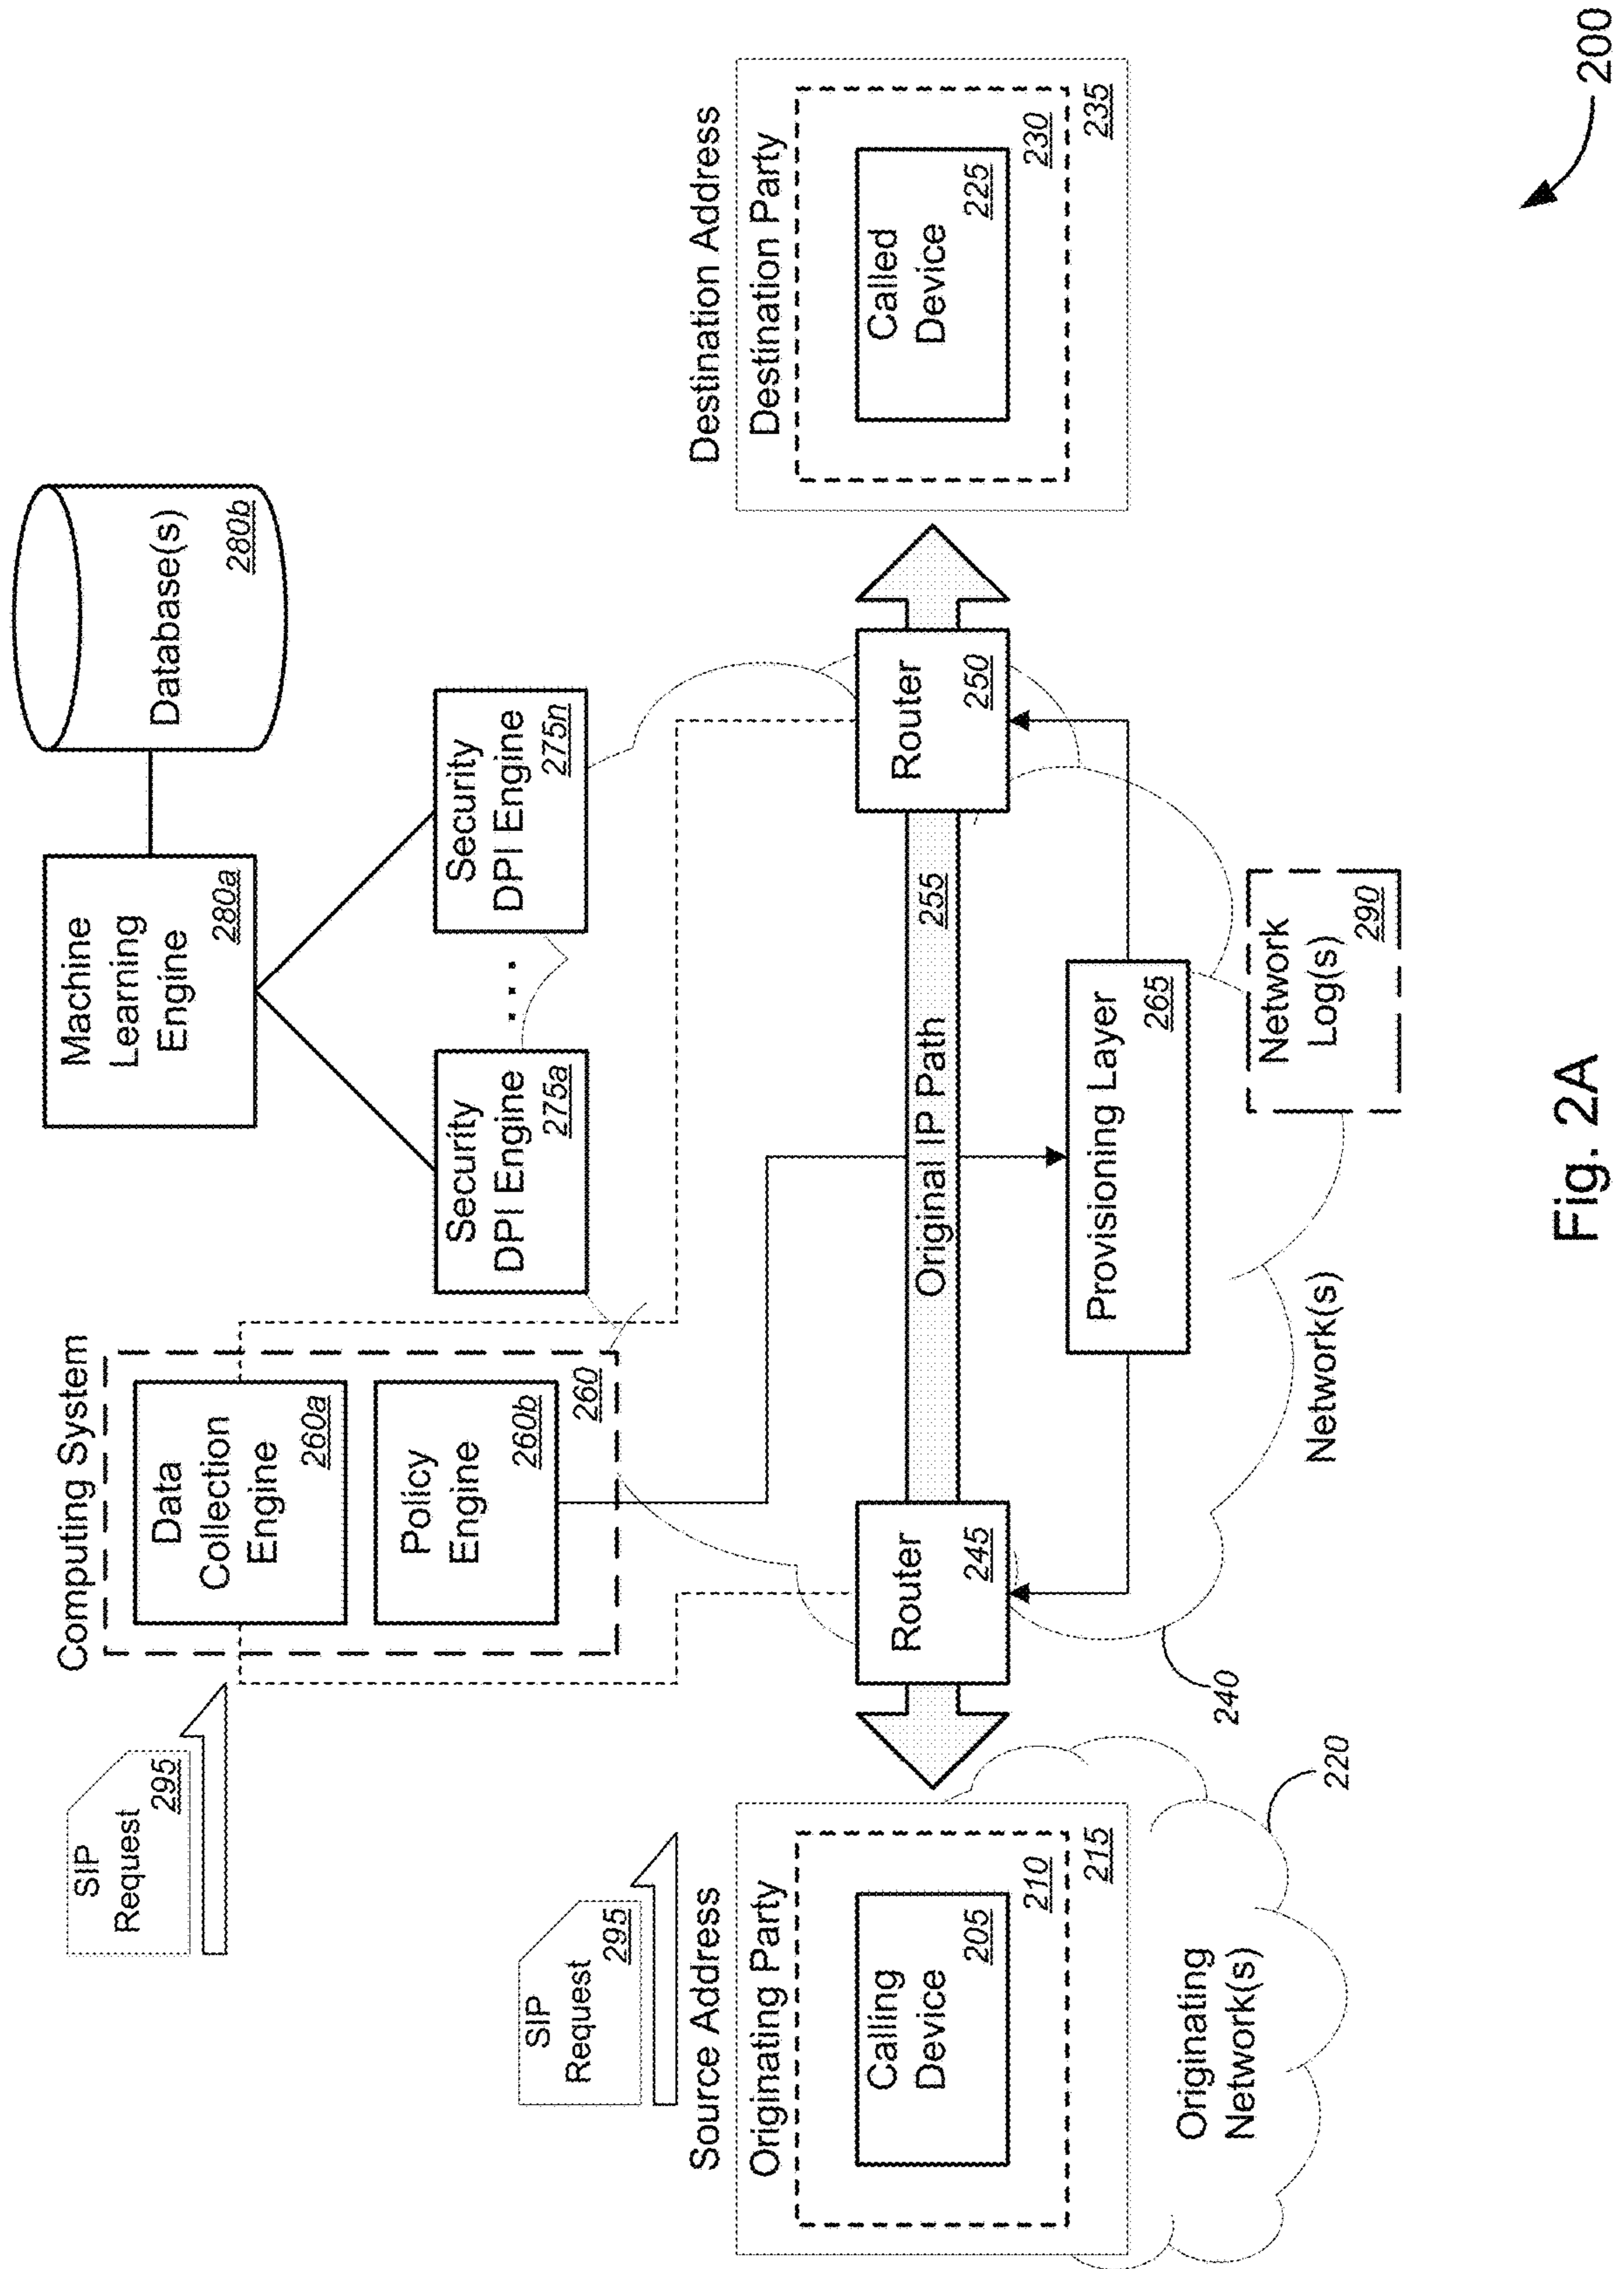 SIP
Request
295
Computing System
Data
Collection
Engine
260a
Policy
Engine
260b
260
Machine
Learning
Engine
280a
Database(s)
280b
Security
DPI Engine
275a
...
Security
DPI Engine
275n
SIP
Request
295
Source Address
Originating Party
Calling
Device
205
210
215
Originating
Network(s)
220
Router
245
Original IP Path
255
Router
250
Destination Address
Destination Party
Called
Device
225
230
235
Provisioning Layer
265
240
Network(s)
Network
Log(s)
290
Fig. 2A
200